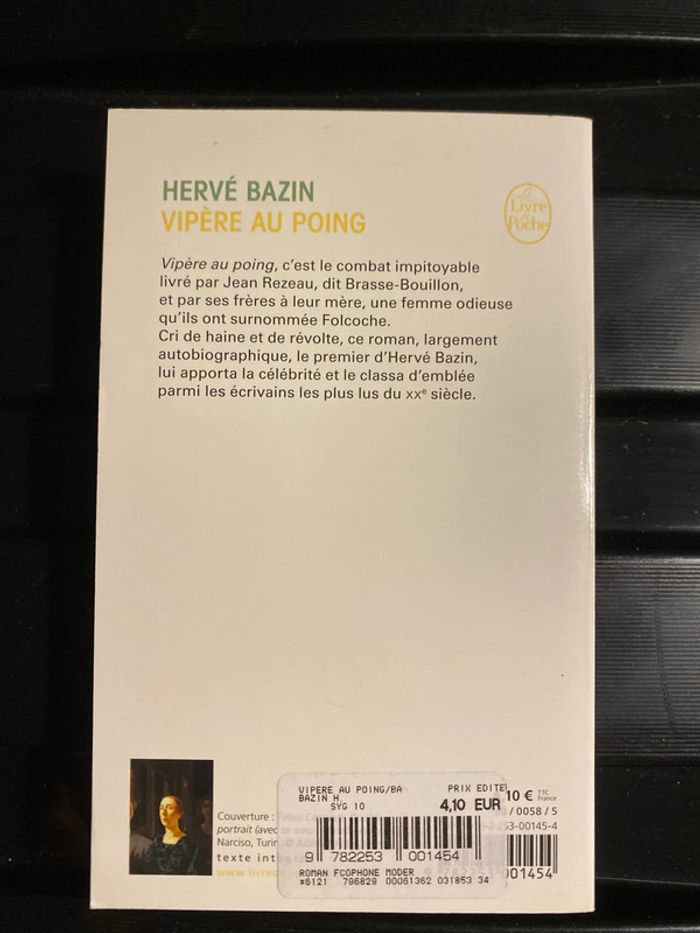 HERVÉ BAZIN
VIPÈRE AU POING
Le
Livre
de
Poche
Vipère au poing, c'est le combat impitoyable
livré par Jean Rezeau, dit Brasse-Bouillon,
et par ses frères à leur mère, une femme odieuse
qu'ils ont surnommée Folcoche.
Cri de haine et de révolte, ce roman, largement
autobiographique, le premier d'Hervé Bazin,
lui apporta la célébrité et le classa d'emblée
parmi les écrivains les plus lus du XXe siècle.
VIPERE AU POING/BA
PRIX EDITE
BAZIN H.
SYG 10
4,10 EUR
10 € TTC
France
/ 0058 / 5
53-00145-4
Couverture :
portrait (avec
Narciso, Turin
texte int
www.livres
9 782253 001454
001454
ROMAN FCOPHONE MODER
*6121 796829 00061362 031853 34